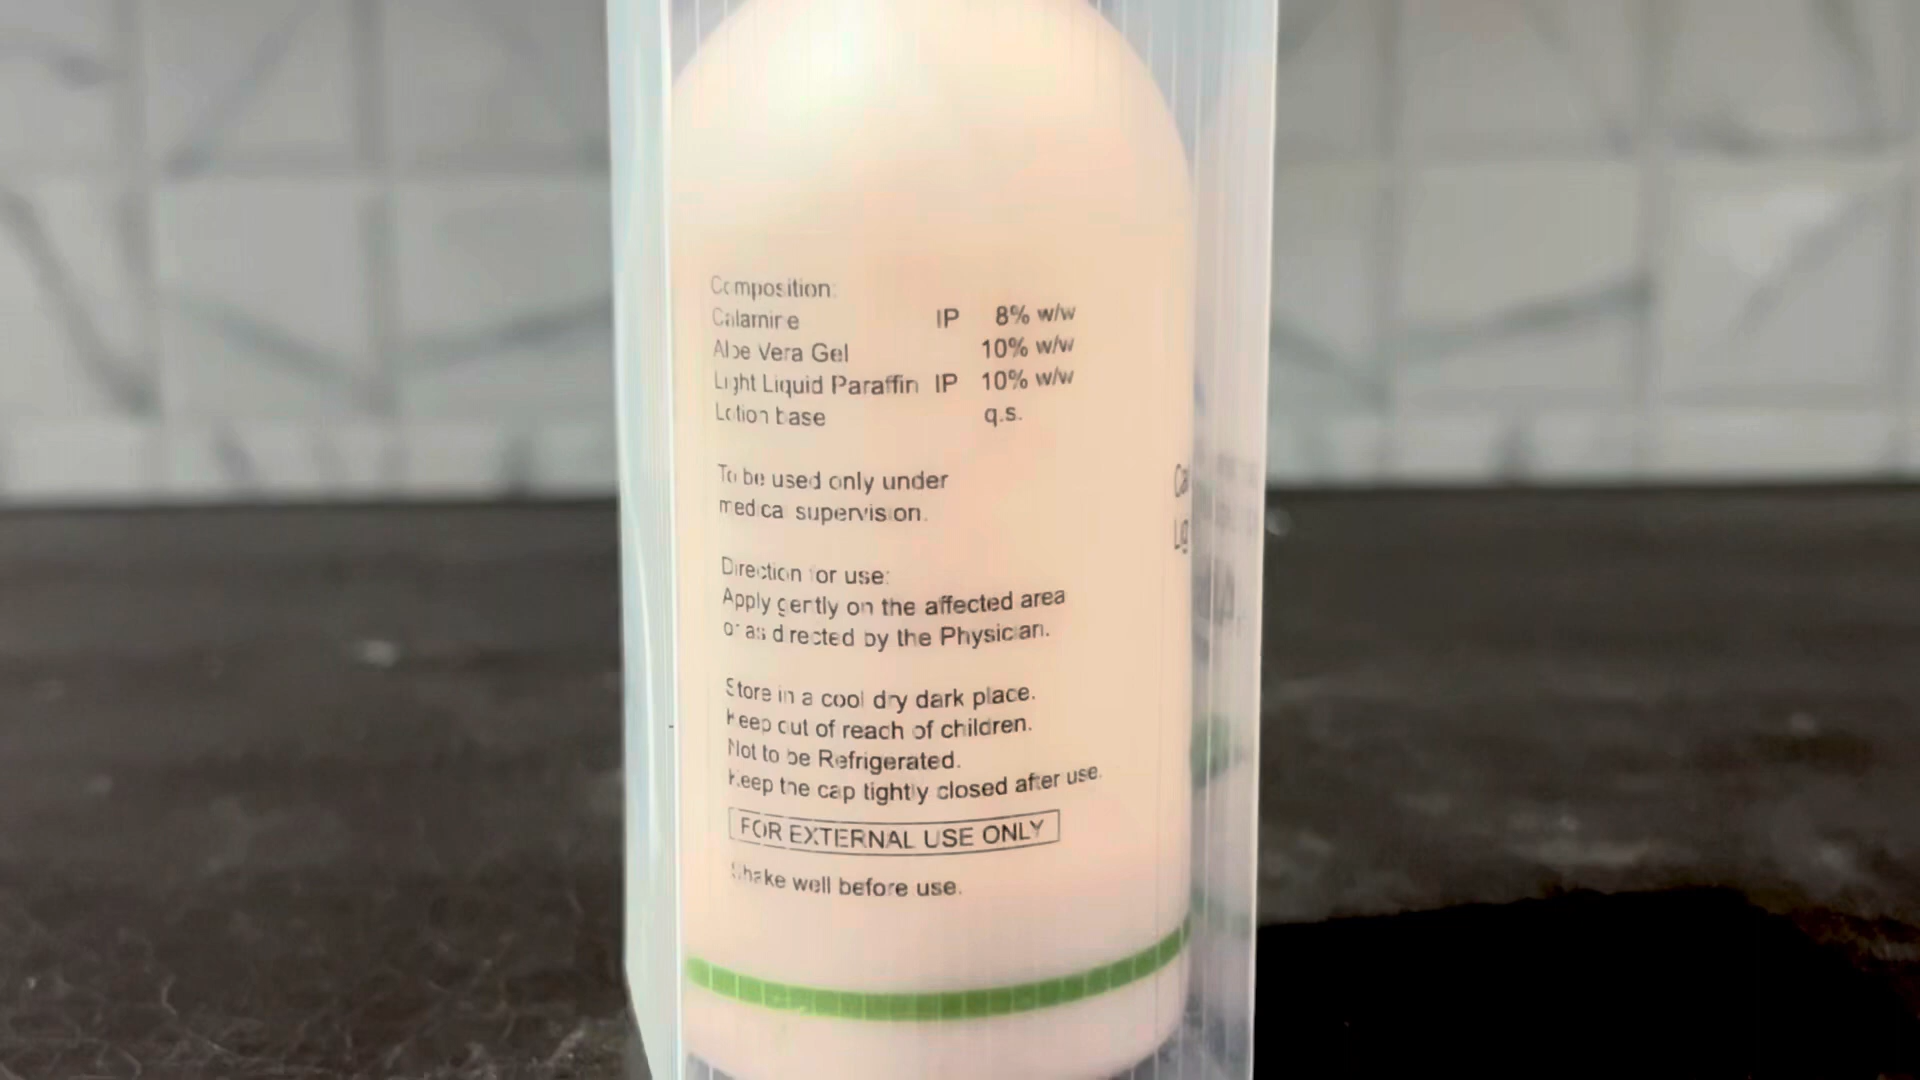 Composition:
Calamine IP 8% w/w
Aloe Vera Gel 10% w/w
Light Liquid Paraffin IP 10% w/w
Lotion base q.s.
To be used only under
medical supervision.
Direction for use:
Apply gently on the affected area
or as directed by the Physician.
Store in a cool dry dark place.
Keep out of reach of children.
Not to be Refrigerated.
Keep the cap tightly closed after use.
FOR EXTERNAL USE ONLY
Shake well before use.